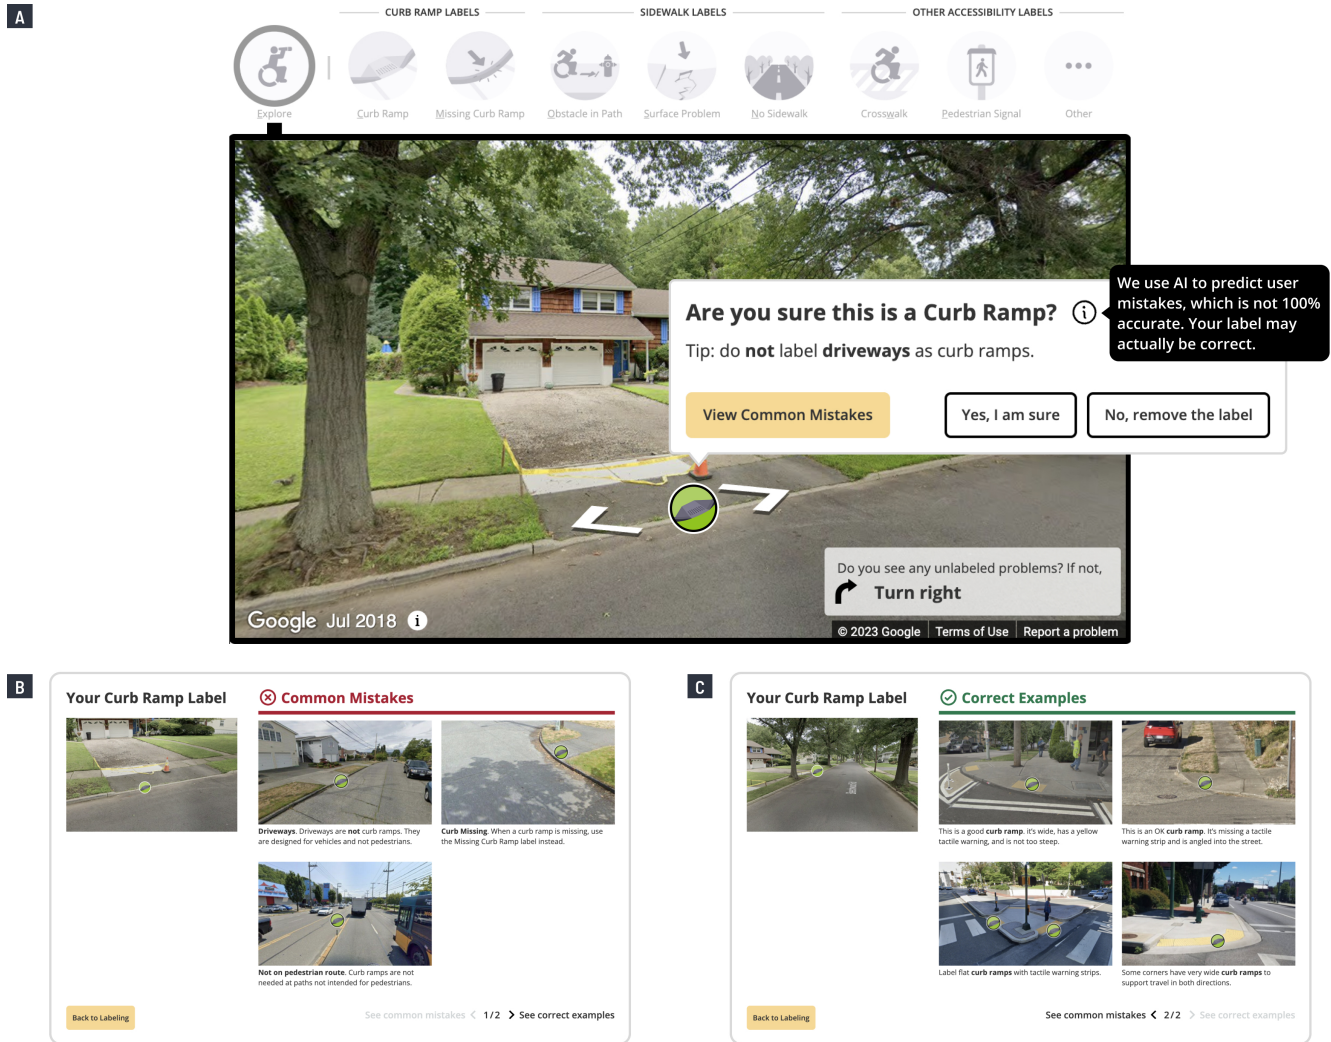 A
CURB RAMP LABELS
SIDEWALK LABELS
OTHER ACCESSIBILITY LABELS
Explore
Curb Ramp
Missing Curb Ramp
Obstacle in Path
Surface Problem
No Sidewalk
Crosswalk
Pedestrian Signal
Other
Are you sure this is a Curb Ramp?
Tip: do not label driveways as curb ramps.
View Common Mistakes
Yes, I am sure
No, remove the label
We use AI to predict user
mistakes, which is not 100%
accurate. Your label may
actually be correct.
Do you see any unlabeled problems? If not,
Turn right
Google Jul 2018
© 2023 Google
Terms of Use
Report a problem
B
Your Curb Ramp Label
Common Mistakes
Driveways. Driveways are not curb ramps. They
are designed for vehicles and not pedestrians.
Curb Missing. When a curb ramp is missing, use
the Missing Curb Ramp label instead.
Not on pedestrian route. Curb ramps are not
needed at paths not intended for pedestrians.
Back to Labeling
See common mistakes < 1/2 > See correct examples
C
Your Curb Ramp Label
Correct Examples
This is a good curb ramp. it's wide, has a yellow
tactile warning, and is not too steep.
This is an OK curb ramp. It's missing a tactile
warning strip and is angled into the street.
Label flat curb ramps with tactile warning strips.
Some corners have very wide curb ramps to
support travel in both directions.
Back to Labeling
See common mistakes < 2/2 > See correct examples